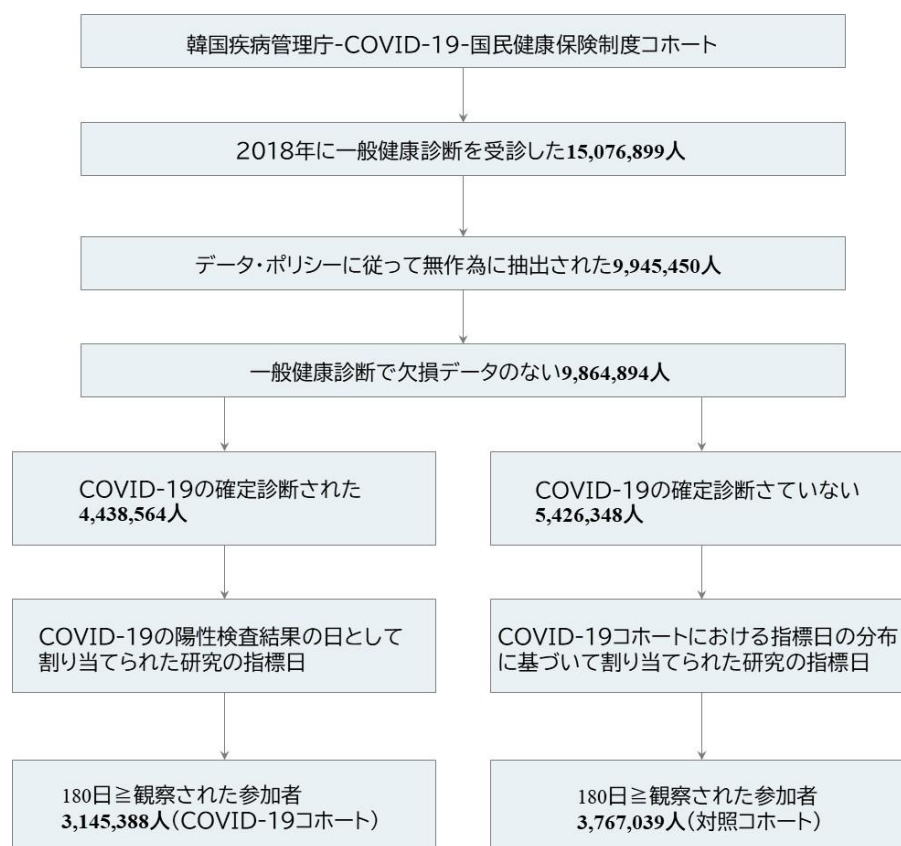 韓国疾病管理庁-COVID-19-国民健康保険制度コホート
2018年に一般健康診断を受診した15,076,899人
データ・ポリシーに従って無作為に抽出された9,945,450人
一般健康診断で欠損データのない9,864,894人
COVID-19の確定診断された
4,438,564人
COVID-19の確定診断さていない
5,426,348人
COVID-19の陽性検査結果の日として
割り当てられた研究の指標日
COVID-19コホートにおける指標日の分布
に基づいて割り当てられた研究の指標日
180日≧観察された参加者
3,145,388人(COVID-19コホート)
180日≧観察された参加者
3,767,039人(対照コホート)